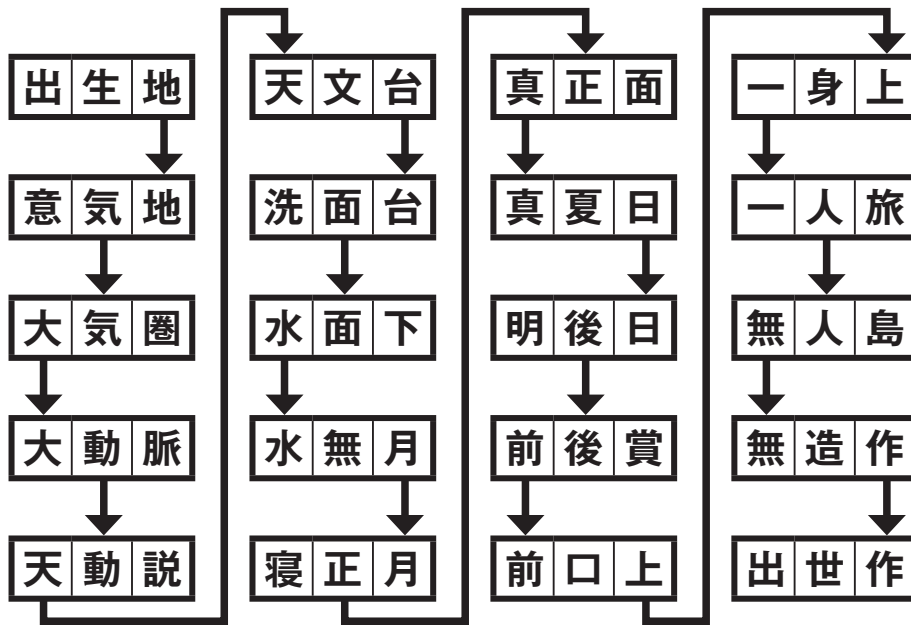 出生地
意気地
大気圏
大動脈
天動説
天文台
洗面台
水面下
水無月
寝正月
真正面
真夏日
明後日
前後賞
前口上
一身上
一人旅
無人島
無造作
出世作